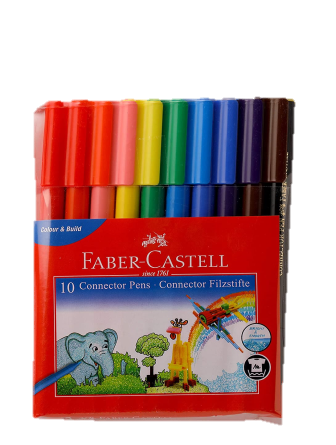 Colour & Build
FABER-CASTELL
since 1761
10 Connector Pens · Connector Filzstifte